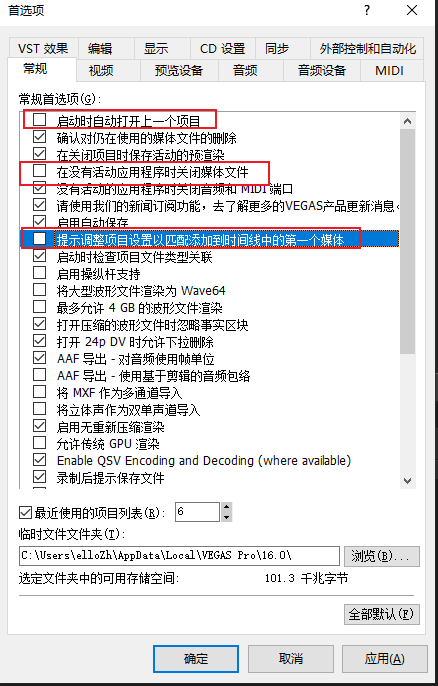 首选项
VST 效果 编辑 显示 CD 设置 同步 外部控制和自动化
常规 视频 预览设备 音频 音频设备 MIDI
常规首选项(G):
启动时自动打开上一个项目
确认对仍在使用的媒体文件的删除
在关闭项目时保存活动的预渲染
在没有活动应用程序时关闭媒体文件
没有活动的应用程序时关闭音频和 MIDI 端口
请使用我们的新闻订阅功能，去了解更多的VEGAS产品更新消息
启用自动保存
提示调整项目设置以匹配添加到时间线中的第一个媒体
启动时检查项目文件类型关联
启用操纵杆支持
将大型波形文件渲染为 Wave64
最多允许 4 GB 的波形文件渲染
打开压缩的波形文件时忽略事实区块
打开 24p DV 时允许下拉删除
AAF 导出 - 对音频使用帧单位
AAF 导出 - 使用基于剪辑的音频包络
将 MXF 作为多通道导入
将立体声作为双单声道导入
启用无重新压缩渲染
允许传统 GPU 渲染
Enable QSV Encoding and Decoding (where available)
录制后提示保存文件
最近使用的项目列表(R): 6
临时文件文件夹(T):
C:\Users\elloZh\AppData\Local\VEGAS Pro\16.0\ 浏览(B)...
选定文件夹中的可用存储空间: 101.3 千兆字节
全部默认(F)
确定 取消 应用(A)